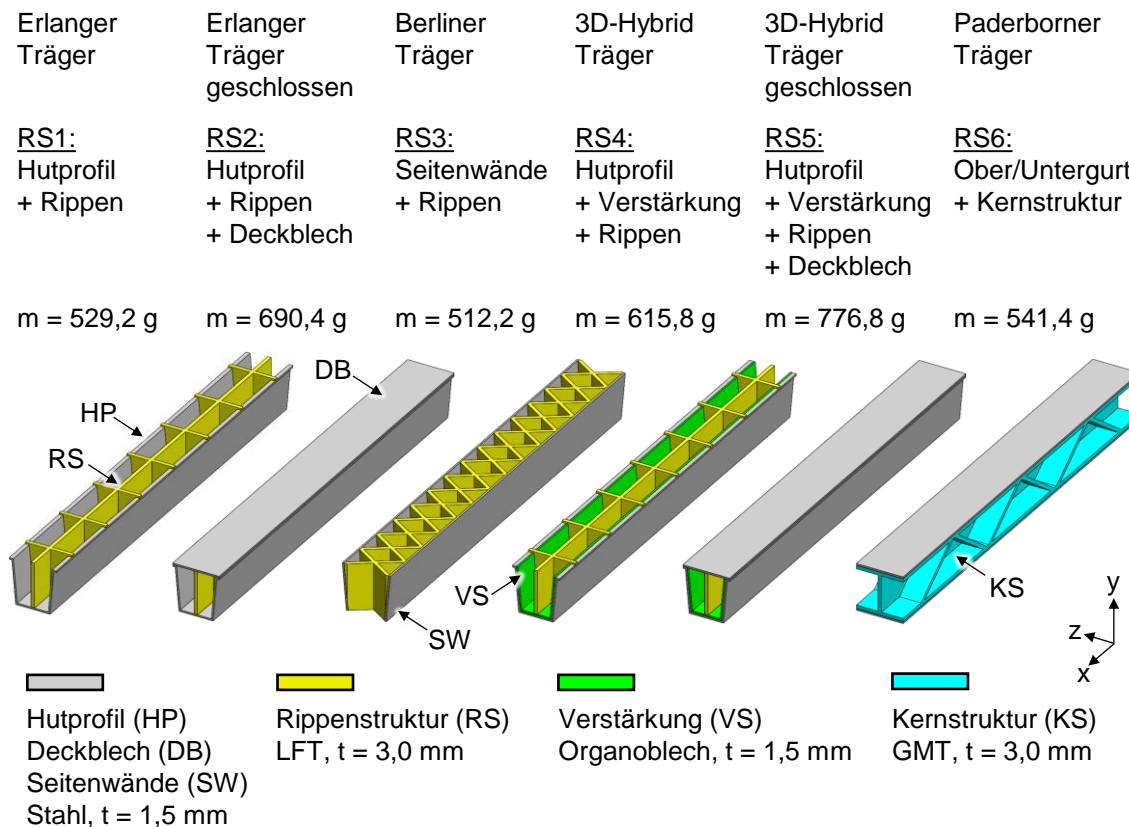 Erlanger
Träger
Erlanger
Träger
geschlossen
Berliner
Träger
3D-Hybrid
Träger
3D-Hybrid
Träger
geschlossen
Paderborner
Träger
RS1:
Hutprofil
+ Rippen
RS2:
Hutprofil
+ Rippen
+ Deckblech
RS3:
Seitenwände
+ Rippen
RS4:
Hutprofil
+ Verstärkung
+ Rippen
RS5:
Hutprofil
+ Verstärkung
+ Rippen
+ Deckblech
RS6:
Ober/Untergurt
+ Kernstruktur
m = 529,2 g
m = 690,4 g
m = 512,2 g
m = 615,8 g
m = 776,8 g
m = 541,4 g
DB
HP
RS
VS
SW
KS
y
z
x
Hutprofil (HP)
Deckblech (DB)
Seitenwände (SW)
Stahl, t = 1,5 mm
Rippenstruktur (RS)
LFT, t = 3,0 mm
Verstärkung (VS)
Organoblech, t = 1,5 mm
Kernstruktur (KS)
GMT, t = 3,0 mm